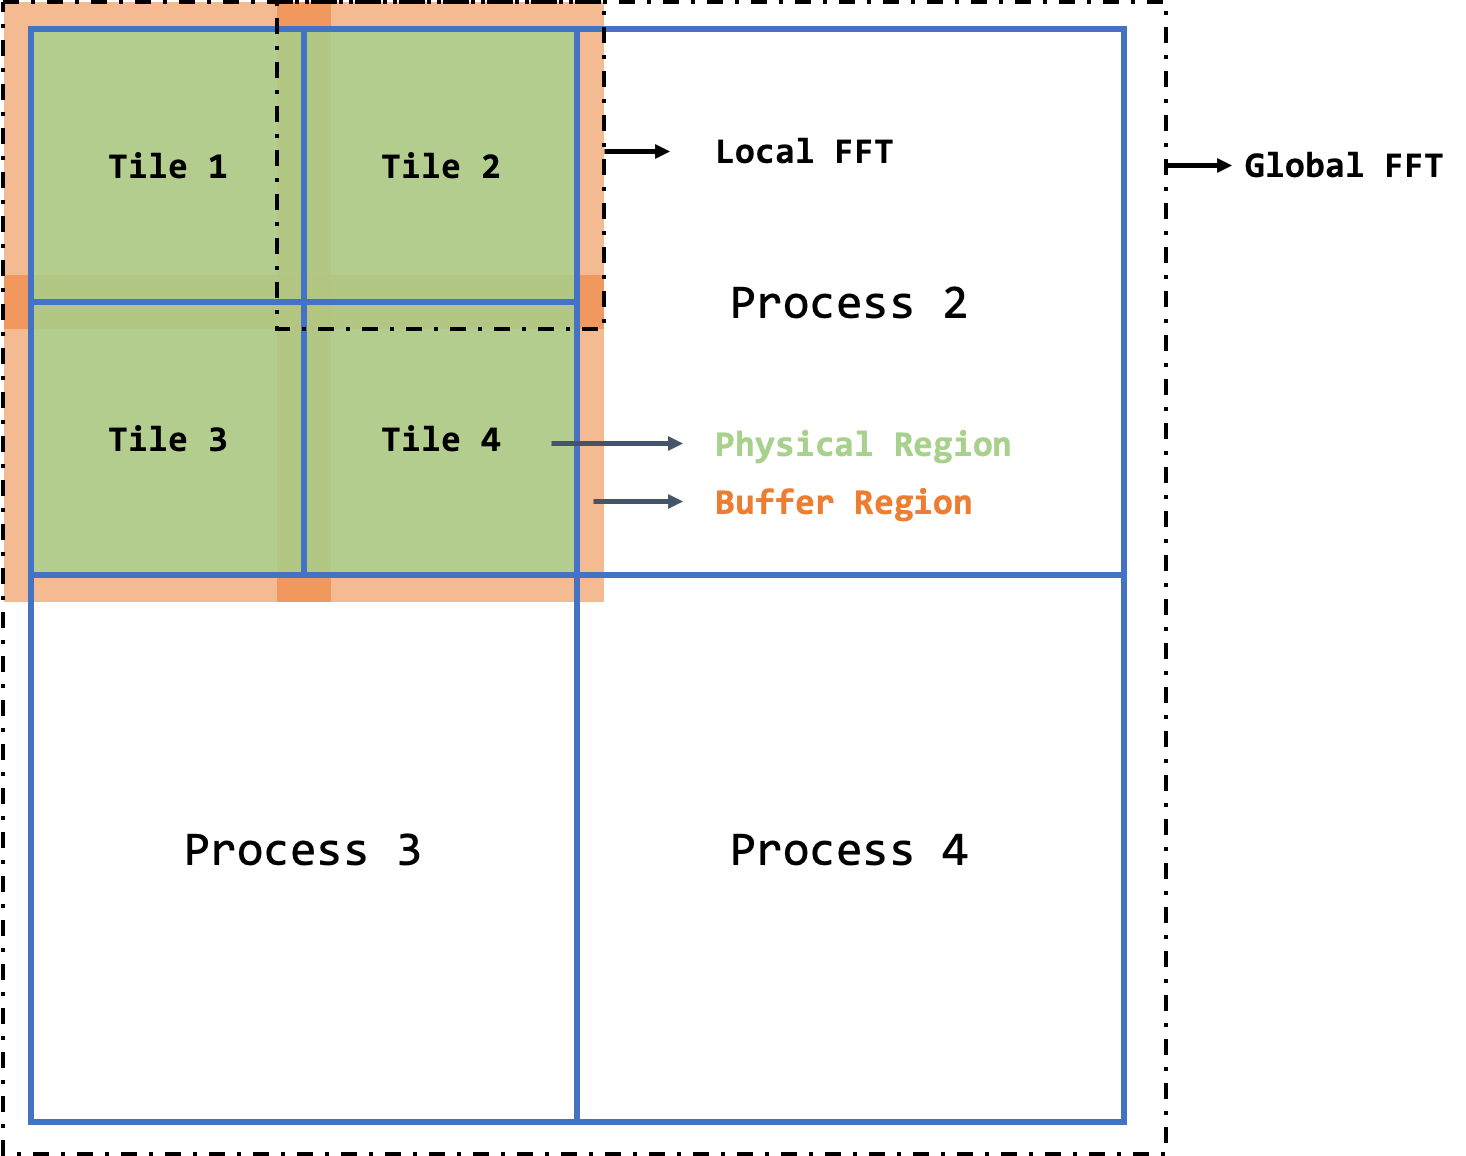 Tile 1
Tile 2
Local FFT
Global FFT
Process 2
Tile 3
Tile 4
Physical Region
Buffer Region
Process 3
Process 4